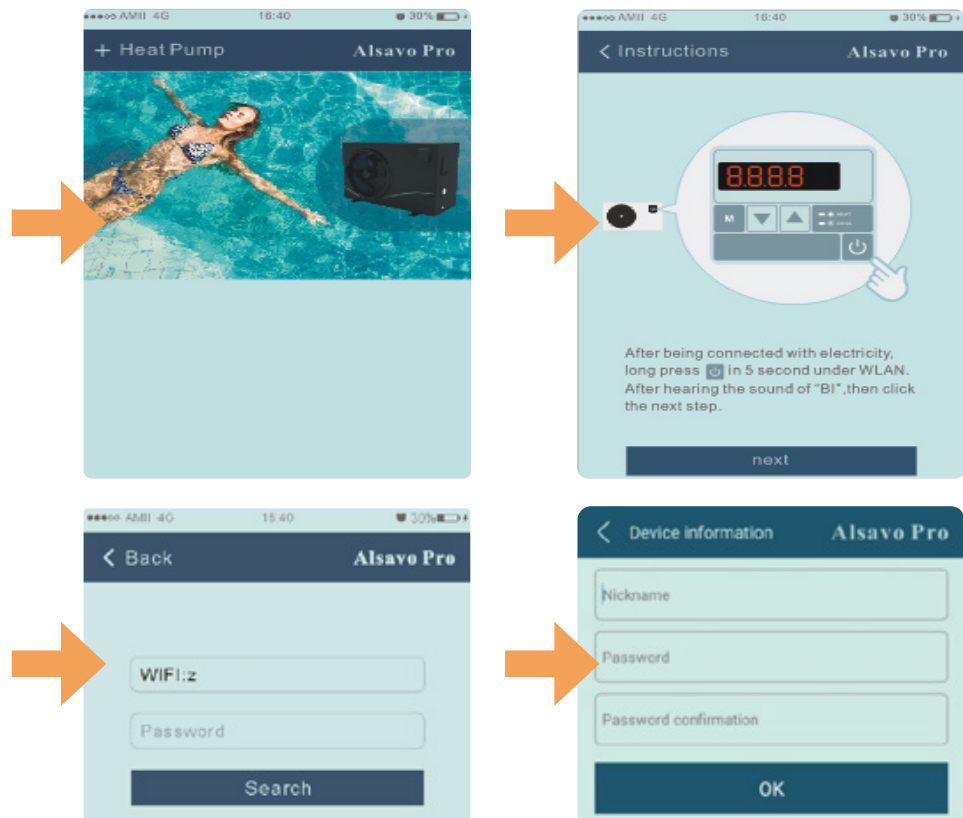 AMII 4G 16:40 30%
+ Heat Pump Alsavo Pro
AMII 4G 16:40 30%
< Instructions Alsavo Pro
8.8.8.8
M
After being connected with electricity,
long press in 5 second under WLAN.
After hearing the sound of "BI",then click
the next step.
next
AMII 4G 16:40 30%
< Back Alsavo Pro
WIFI:z
Password
Search
< Device information Alsavo Pro
Nickname
Password
Password confirmation
OK